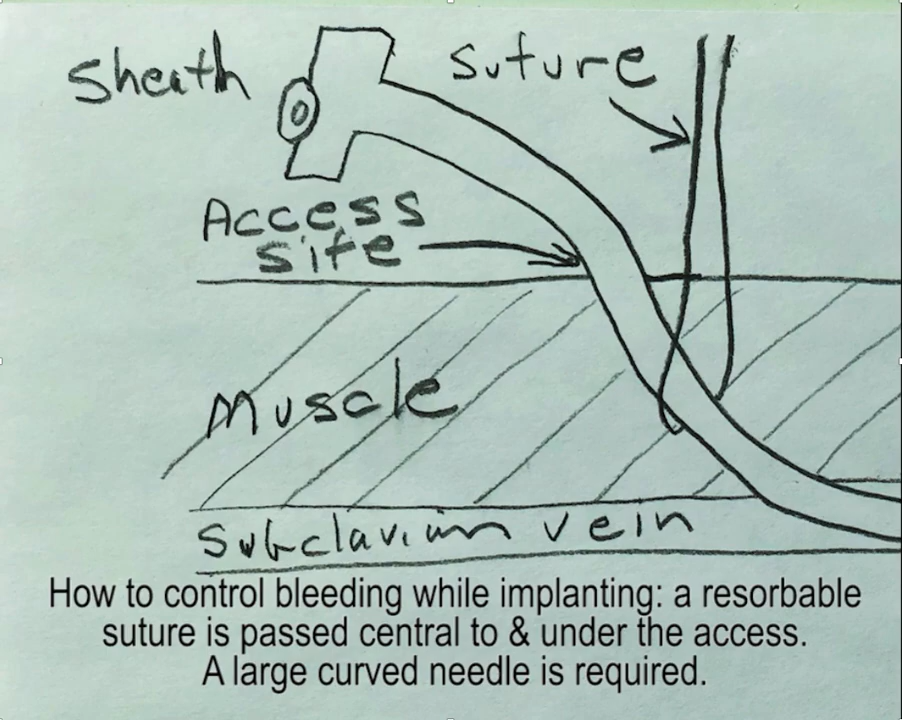 Sheath
suture
Access
site
Muscle
Subclavian vein
How to control bleeding while implanting: a resorbable
suture is passed central to & under the access.
A large curved needle is required.